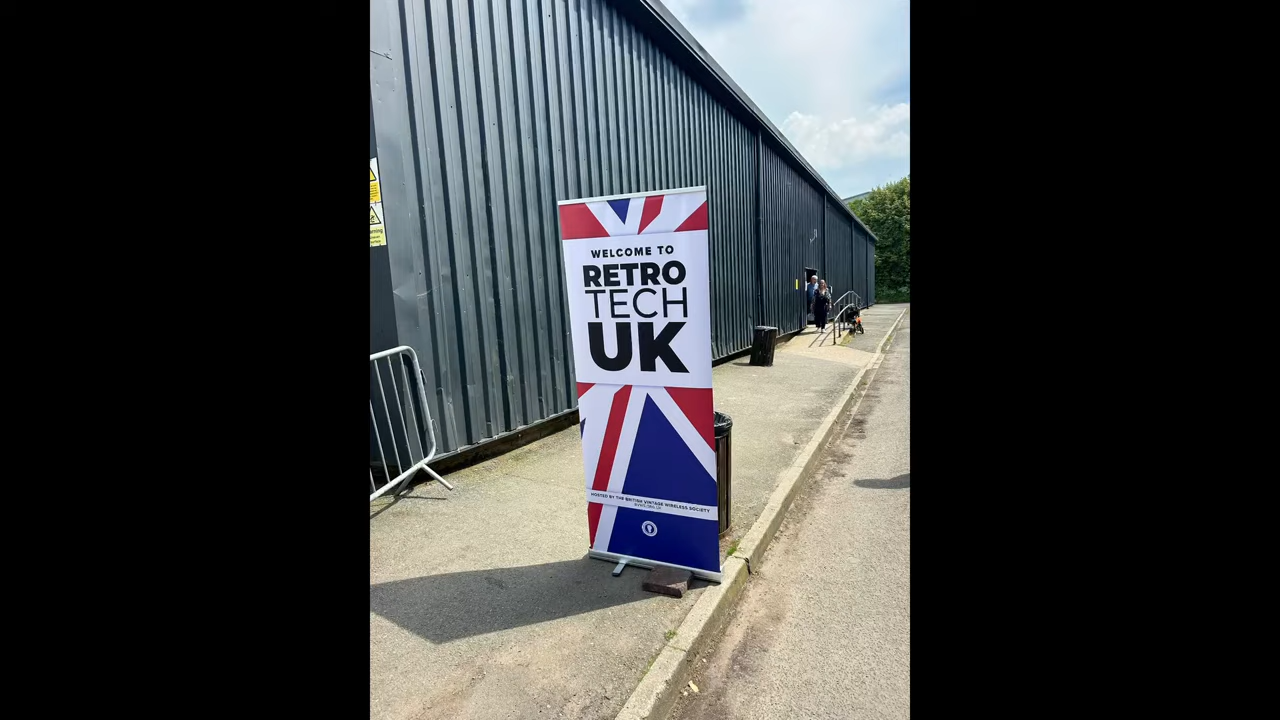 WELCOME TO
RETRO
TECH
UK
HOSTED BY THE BRITISH VINTAGE WIRELESS SOCIETY